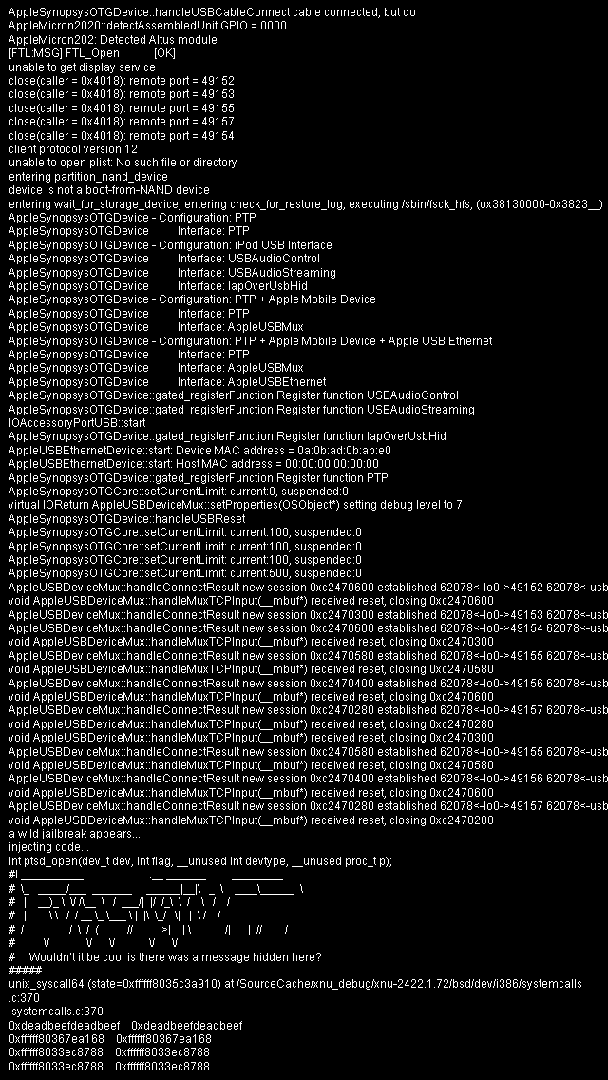 AppleSynopsysOTGDevice::handleUSBCableConnect cable connected, but co
AppleMicron2020::detectAssembledUnit GPIO = 0000
AppleMicron202: Detected Altus module
[FTL:MSG] FTL_Open [OK]
unable to get display service
close(caller = 0x4018): remote port = 49152
close(caller = 0x4018): remote port = 49153
close(caller = 0x4018): remote port = 49155
close(caller = 0x4018): remote port = 49157
close(caller = 0x4018): remote port = 49154
client protocol version 12
unable to open plist: No such file or directory
entering partition_nand_device
device is not a boot-from-NAND device
entering wait_for_storage_device, entering check_for_restore_log, executing /sbin/fsck_hfs, (0x38130000-0x3823__)
AppleSynopsysOTGDevice - Configuration: PTP
AppleSynopsysOTGDevice Interface: PTP
AppleSynopsysOTGDevice - Configuration: iPod USB Interface
AppleSynopsysOTGDevice Interface: USBAudioControl
AppleSynopsysOTGDevice Interface: USBAudioStreaming
AppleSynopsysOTGDevice Interface: IapOverUsbHid
AppleSynopsysOTGDevice - Configuration: PTP + Apple Mobile Device
AppleSynopsysOTGDevice Interface: PTP
AppleSynopsysOTGDevice Interface: AppleUSBMux
AppleSynopsysOTGDevice - Configuration: PTP + Apple Mobile Device + Apple USB Ethernet
AppleSynopsysOTGDevice Interface: PTP
AppleSynopsysOTGDevice Interface: AppleUSBMux
AppleSynopsysOTGDevice Interface: AppleUSBEthernet
AppleSynopsysOTGDevice::gated_registerFunction Register function USBAudioControl
AppleSynopsysOTGDevice::gated_registerFunction Register function USBAudioStreaming
IOAccessoryPortUSB::start
AppleSynopsysOTGDevice::gated_registerFunction Register function IapOverUsbHid
AppleUSBEthernetDevice::start: Device MAC address = 0a:0b:ad:0b:ab:e0
AppleUSBEthernetDevice::start: Host MAC address = 00:00:00:00:00:00
AppleSynopsysOTGDevice::gated_registerFunction Register function PTP
AppleSynopsysOTGCore::setCurrentLimit: current:0, suspended:0
virtual IOReturn AppleUSBDeviceMux::setProperties(OSObject*) setting debug level to 7
AppleSynopsysOTGDevice::handleUSBReset
AppleSynopsysOTGCore::setCurrentLimit: current:100, suspended:0
AppleSynopsysOTGCore::setCurrentLimit: current:100, suspended:0
AppleSynopsysOTGCore::setCurrentLimit: current:100, suspended:0
AppleSynopsysOTGCore::setCurrentLimit: current:500, suspended:0
AppleUSBDeviceMux::handleConnectResult new session 0xc2470600 established 62078<-lo0->49152 62078<-usb
void AppleUSBDeviceMux::handleMuxTCPInput(__mbuf*) received reset, closing 0xc2470600
AppleUSBDeviceMux::handleConnectResult new session 0xc2470300 established 62078<-lo0->49153 62078<-usb
AppleUSBDeviceMux::handleConnectResult new session 0xc2470600 established 62078<-lo0->49154 62078<-usb
void AppleUSBDeviceMux::handleMuxTCPInput(__mbuf*) received reset, closing 0xc2470300
AppleUSBDeviceMux::handleConnectResult new session 0xc2470580 established 62078<-lo0->49155 62078<-usb
void AppleUSBDeviceMux::handleMuxTCPInput(__mbuf*) received reset, closing 0xc2470580
AppleUSBDeviceMux::handleConnectResult new session 0xc2470400 established 62078<-lo0->49156 62078<-usb
void AppleUSBDeviceMux::handleMuxTCPInput(__mbuf*) received reset, closing 0xc2470600
AppleUSBDeviceMux::handleConnectResult new session 0xc2470280 established 62078<-lo0->49157 62078<-usb
void AppleUSBDeviceMux::handleMuxTCPInput(__mbuf*) received reset, closing 0xc2470280
void AppleUSBDeviceMux::handleMuxTCPInput(__mbuf*) received reset, closing 0xc2470300
AppleUSBDeviceMux::handleConnectResult new session 0xc2470580 established 62078<-lo0->49155 62078<-usb
void AppleUSBDeviceMux::handleMuxTCPInput(__mbuf*) received reset, closing 0xc2470580
AppleUSBDeviceMux::handleConnectResult new session 0xc2470400 established 62078<-lo0->49156 62078<-usb
void AppleUSBDeviceMux::handleMuxTCPInput(__mbuf*) received reset, closing 0xc2470600
AppleUSBDeviceMux::handleConnectResult new session 0xc2470280 established 62078<-lo0->49157 62078<-usb
void AppleUSBDeviceMux::handleMuxTCPInput(__mbuf*) received reset, closing 0xc2470200
a wild jailbreak appears...
injecting code...
int ptsd_open(dev_t dev, int flag, __unused int devtype, __unused proc_t p);
# Wouldn't it be cool is there was a message hidden here?
#####
unix_syscall64 (state=0xffffff8035c3a910) at /SourceCache/xnu_debug/xnu-2422.1.72/bsd/dev/i386/systemcalls
.c:370
systemcalls.c:370
0xdeadbeefdeadbeef 0xdeadbeefdeadbeef
0xffffff80367ea168 0xffffff80367ea168
0xffffff8033ec8788 0xffffff8033ec8788
0xffffff8033ec8788 0xffffff8033ec8788